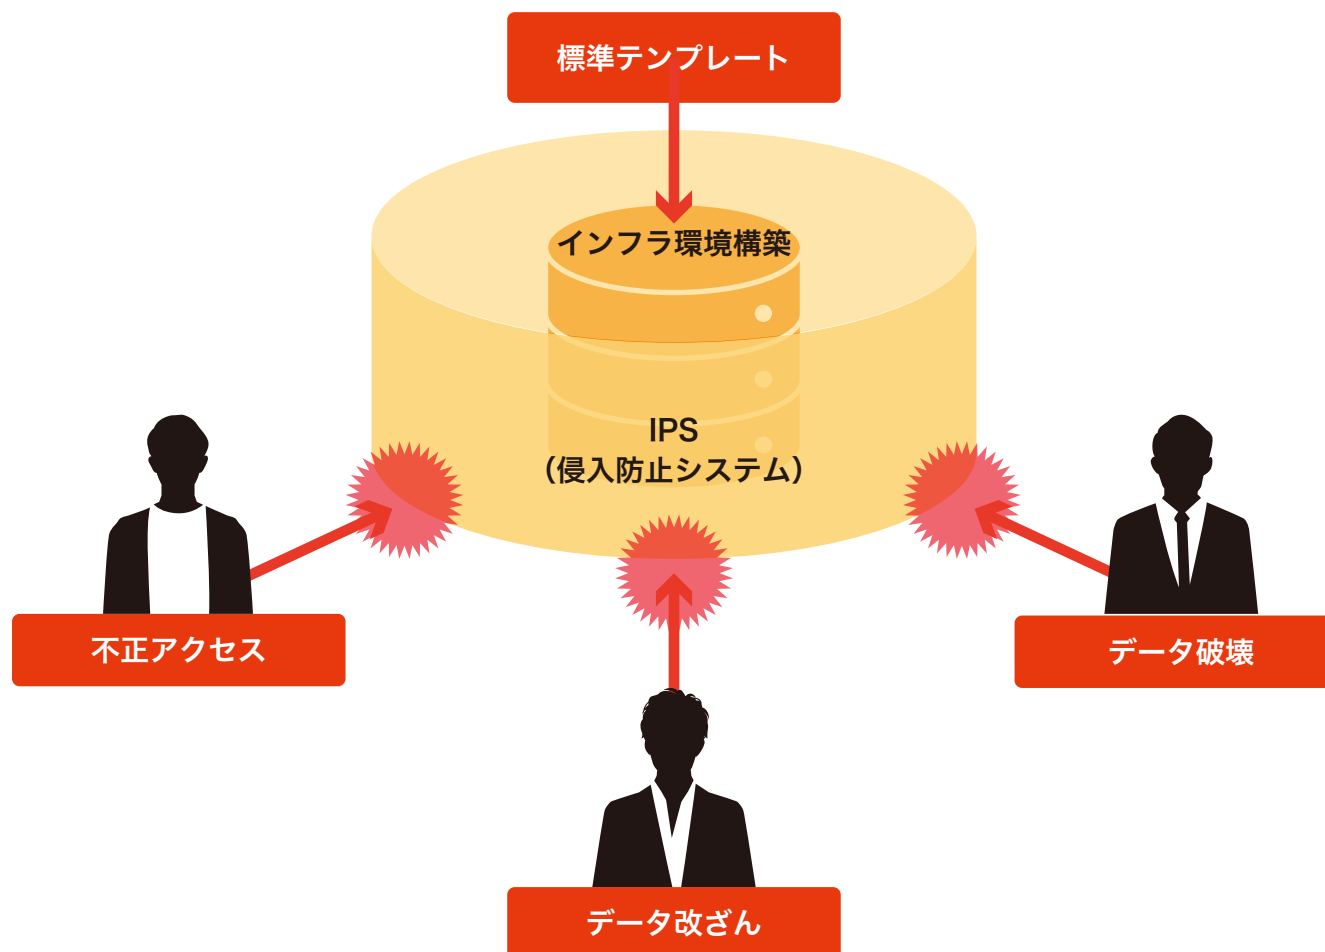 標準テンプレート
インフラ環境構築
IPS
（侵入防止システム）
不正アクセス
データ破壊
データ改ざん